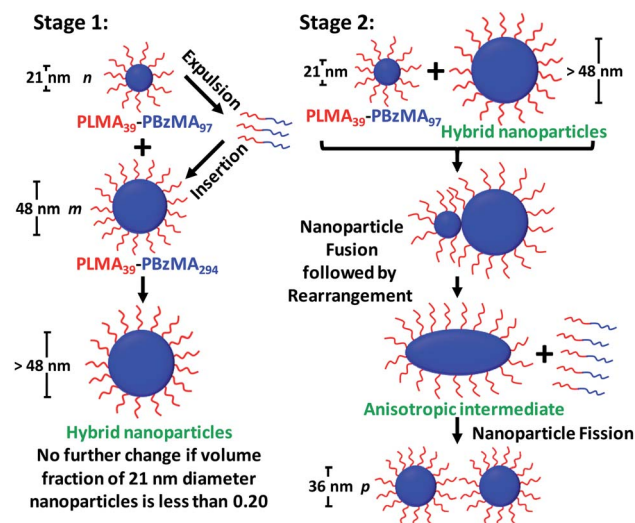 Stage 1:
21 nm n
Expulsion
PLMA39-PBzMA97
+
Insertion
48 nm m
PLMA39-PBzMA294
> 48 nm
Hybrid nanoparticles
No further change if volume
fraction of 21 nm diameter
nanoparticles is less than 0.20
Stage 2:
21 nm
+
> 48 nm
PLMA39-PBzMA97
Hybrid nanoparticles
Nanoparticle
Fusion
followed by
Rearrangement
+
Anisotropic intermediate
Nanoparticle Fission
36 nm p